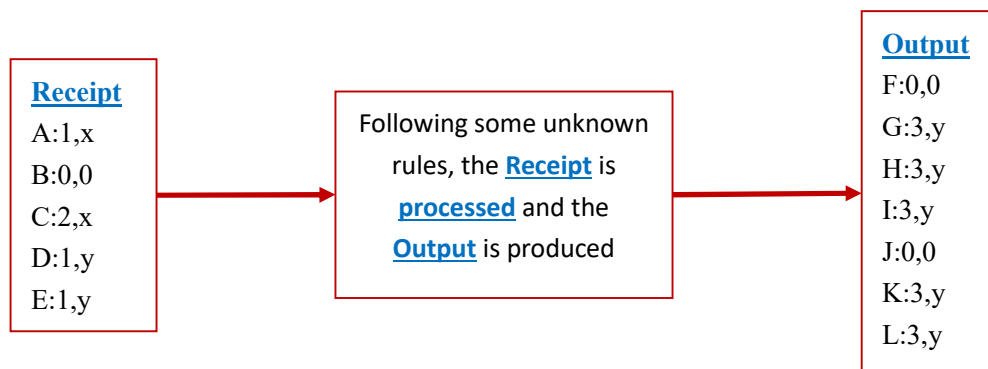 Receipt
A:1,x
B:0,0
C:2,x
D:1,y
E:1,y
Following some unknown
rules, the Receipt is
processed and the
Output is produced
Output
F:0,0
G:3,y
H:3,y
I:3,y
J:0,0
K:3,y
L:3,y